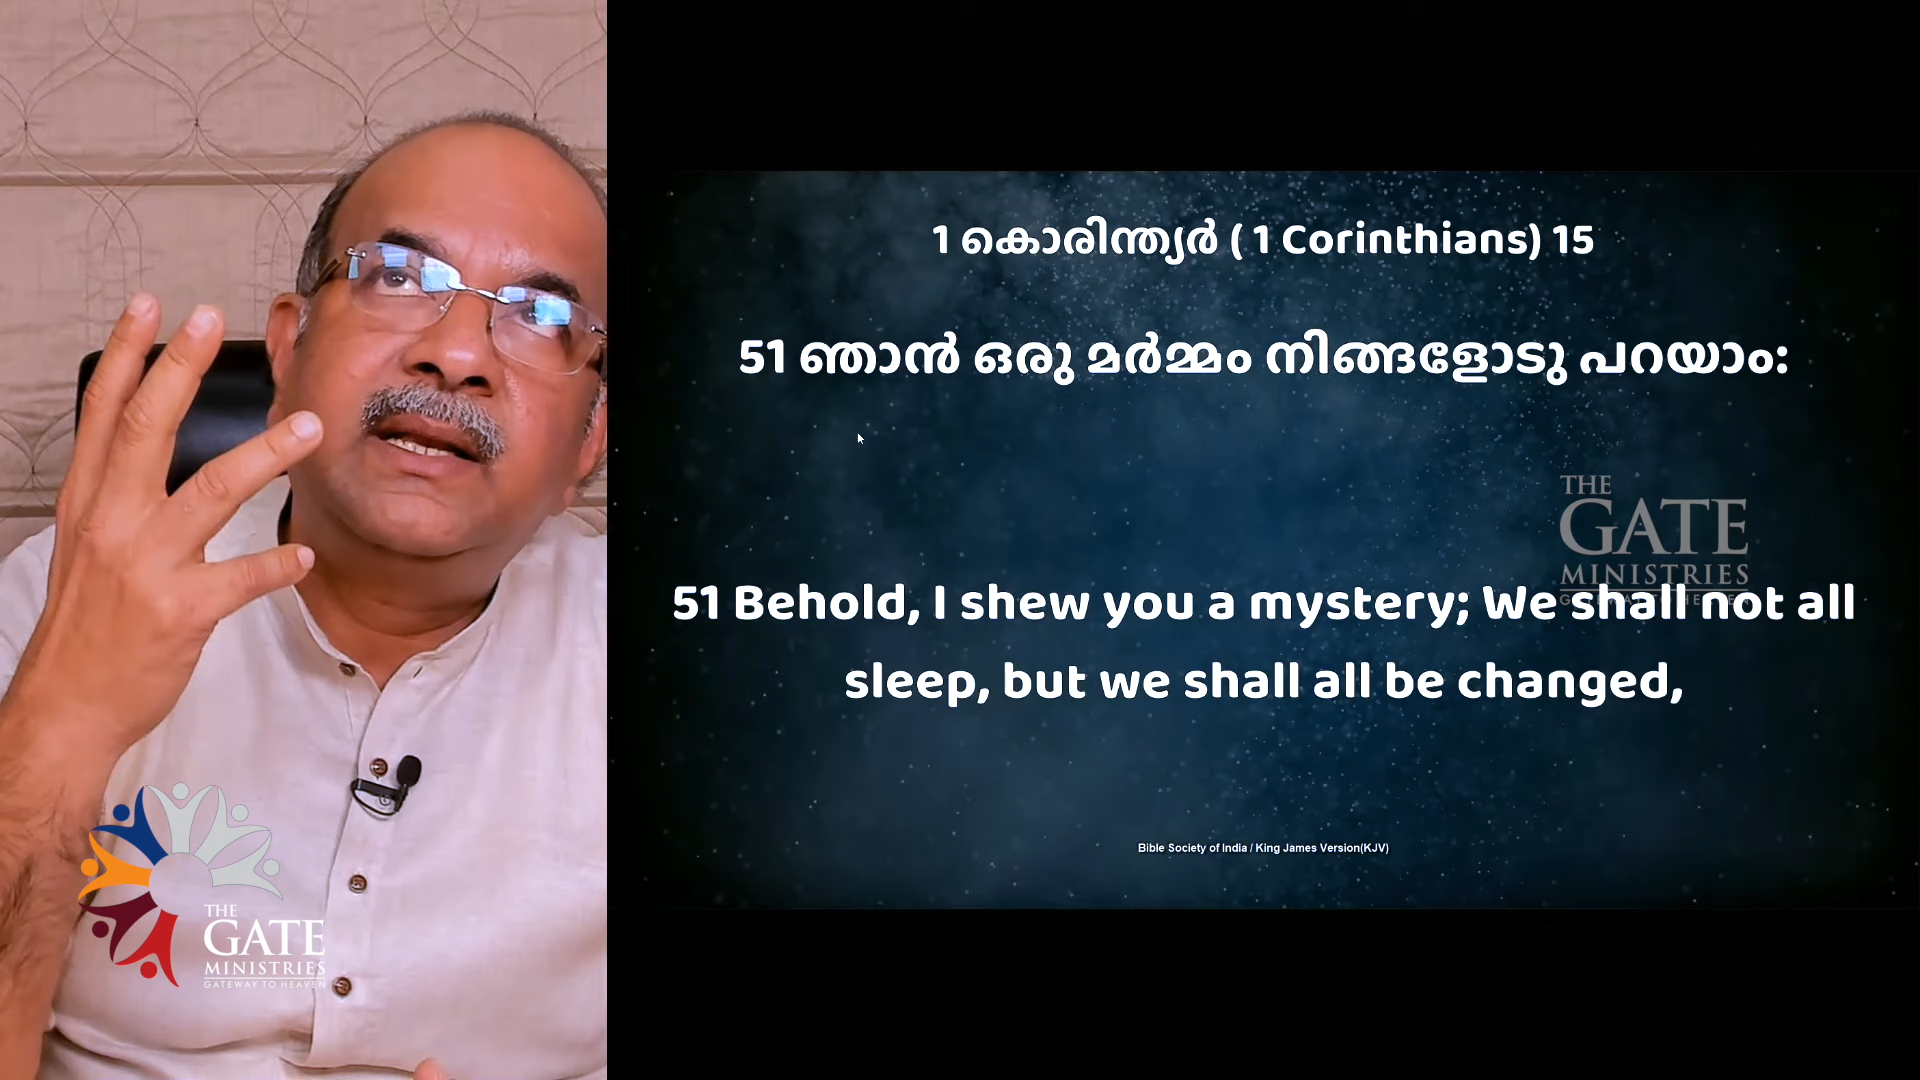 1 കൊരിന്ത്യർ ( 1 Corinthians) 15
51 ഞാൻ ഒരു മർമ്മം നിങ്ങളോടു പറയാം:
THE
GATE
MINISTRIES
51 Behold, I shew you a mystery; We shall not all
sleep, but we shall all be changed,
Bible Society of India / King James Version(KJV)
THE
GATE
MINISTRIES
GATEWAY TO HEAVEN